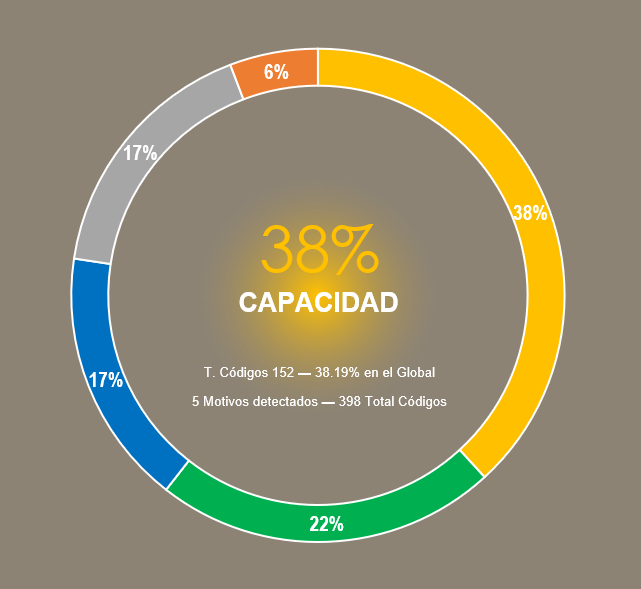 6%
17%
38%
38%
CAPACIDAD
T. Códigos 152 — 38.19% en el Global
17%
5 Motivos detectados — 398 Total Códigos
22%